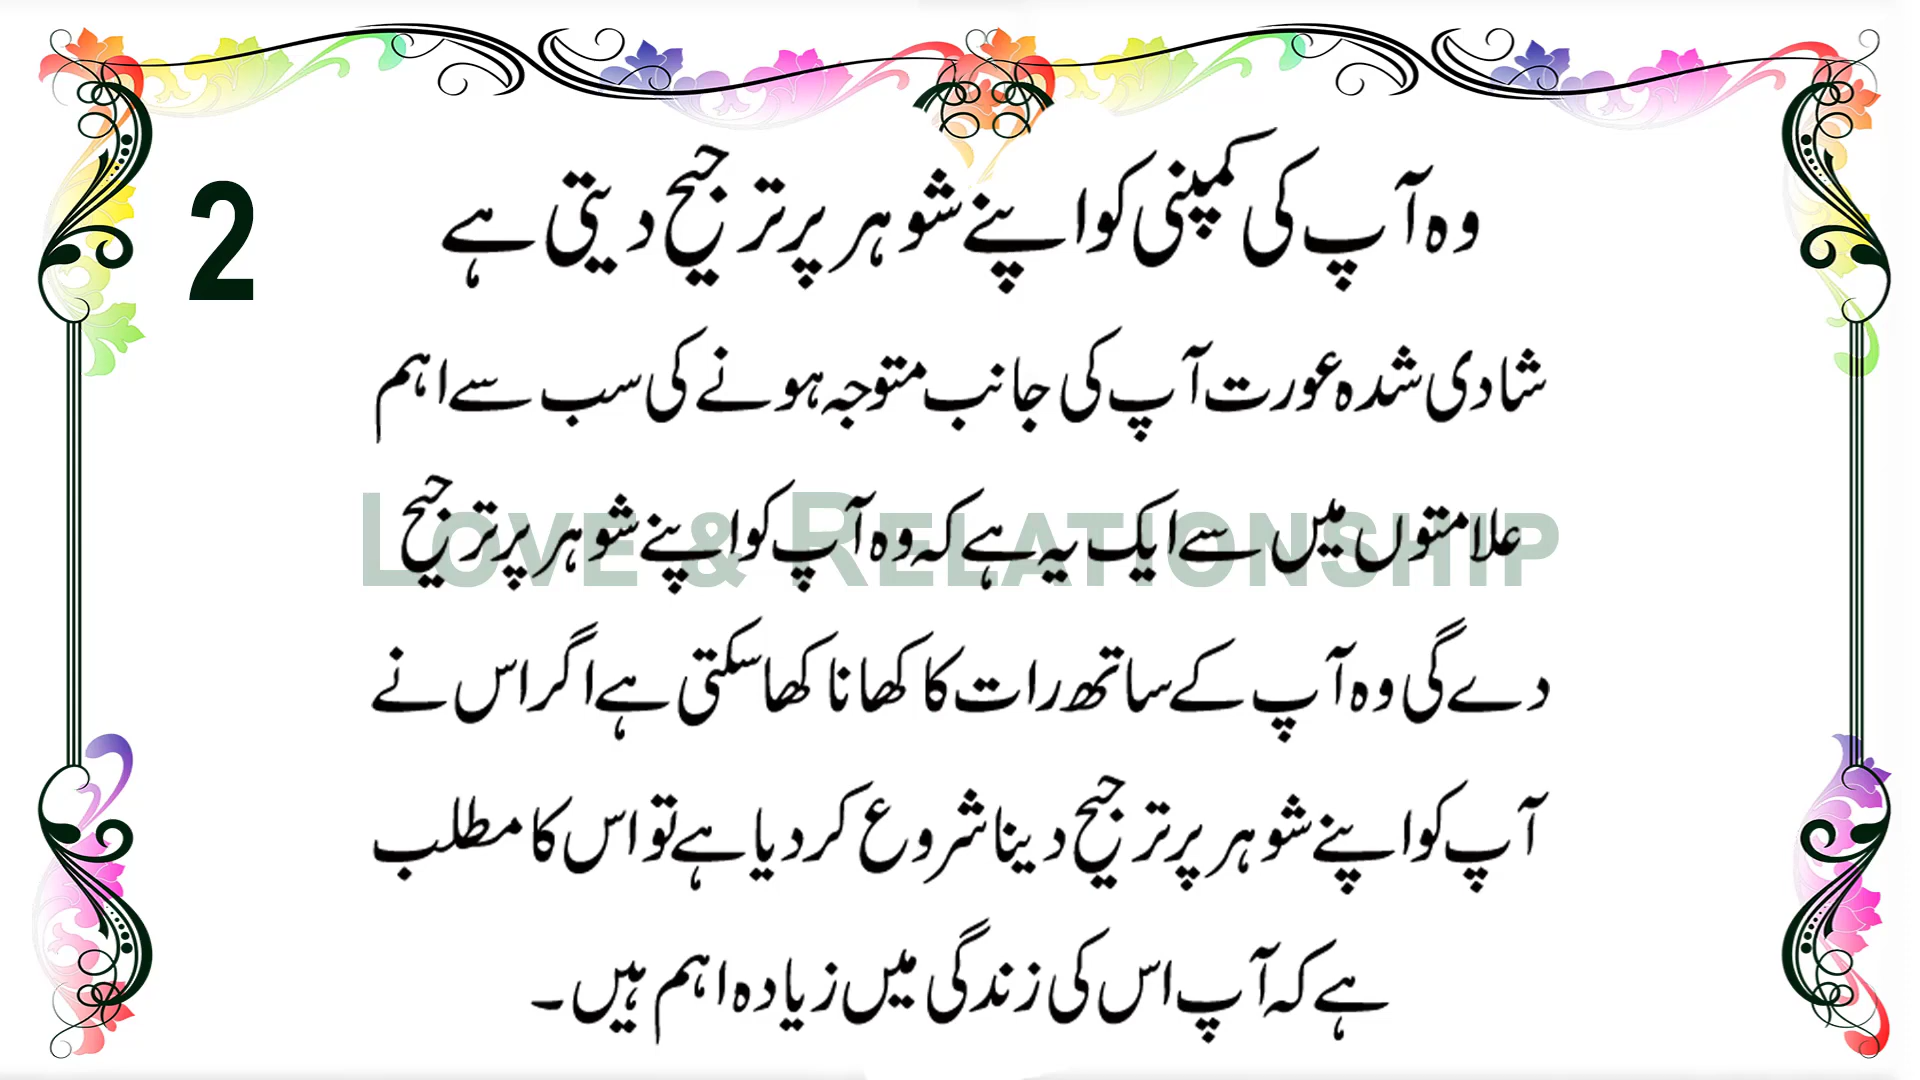 2
وہ آپ کی کمپنی کو اپنے شوہر پر ترجیح دیتی ہے
شادی شدہ عورت آپ کی جانب متوجہ ہونے کی سب سے اہم
علامتوں میں سے ایک یہ ہے کہ وہ آپ کو اپنے شوہر پر ترجیح
LOVE & RELATIONSHIP
دے گی وہ آپ کے ساتھ رات کا کھانا کھا سکتی ہے اگر اس نے
آپ کو اپنے شوہر پر ترجیح دینا شروع کر دیا ہے تو اس کا مطلب
ہے کہ آپ اس کی زندگی میں زیادہ اہم ہیں۔